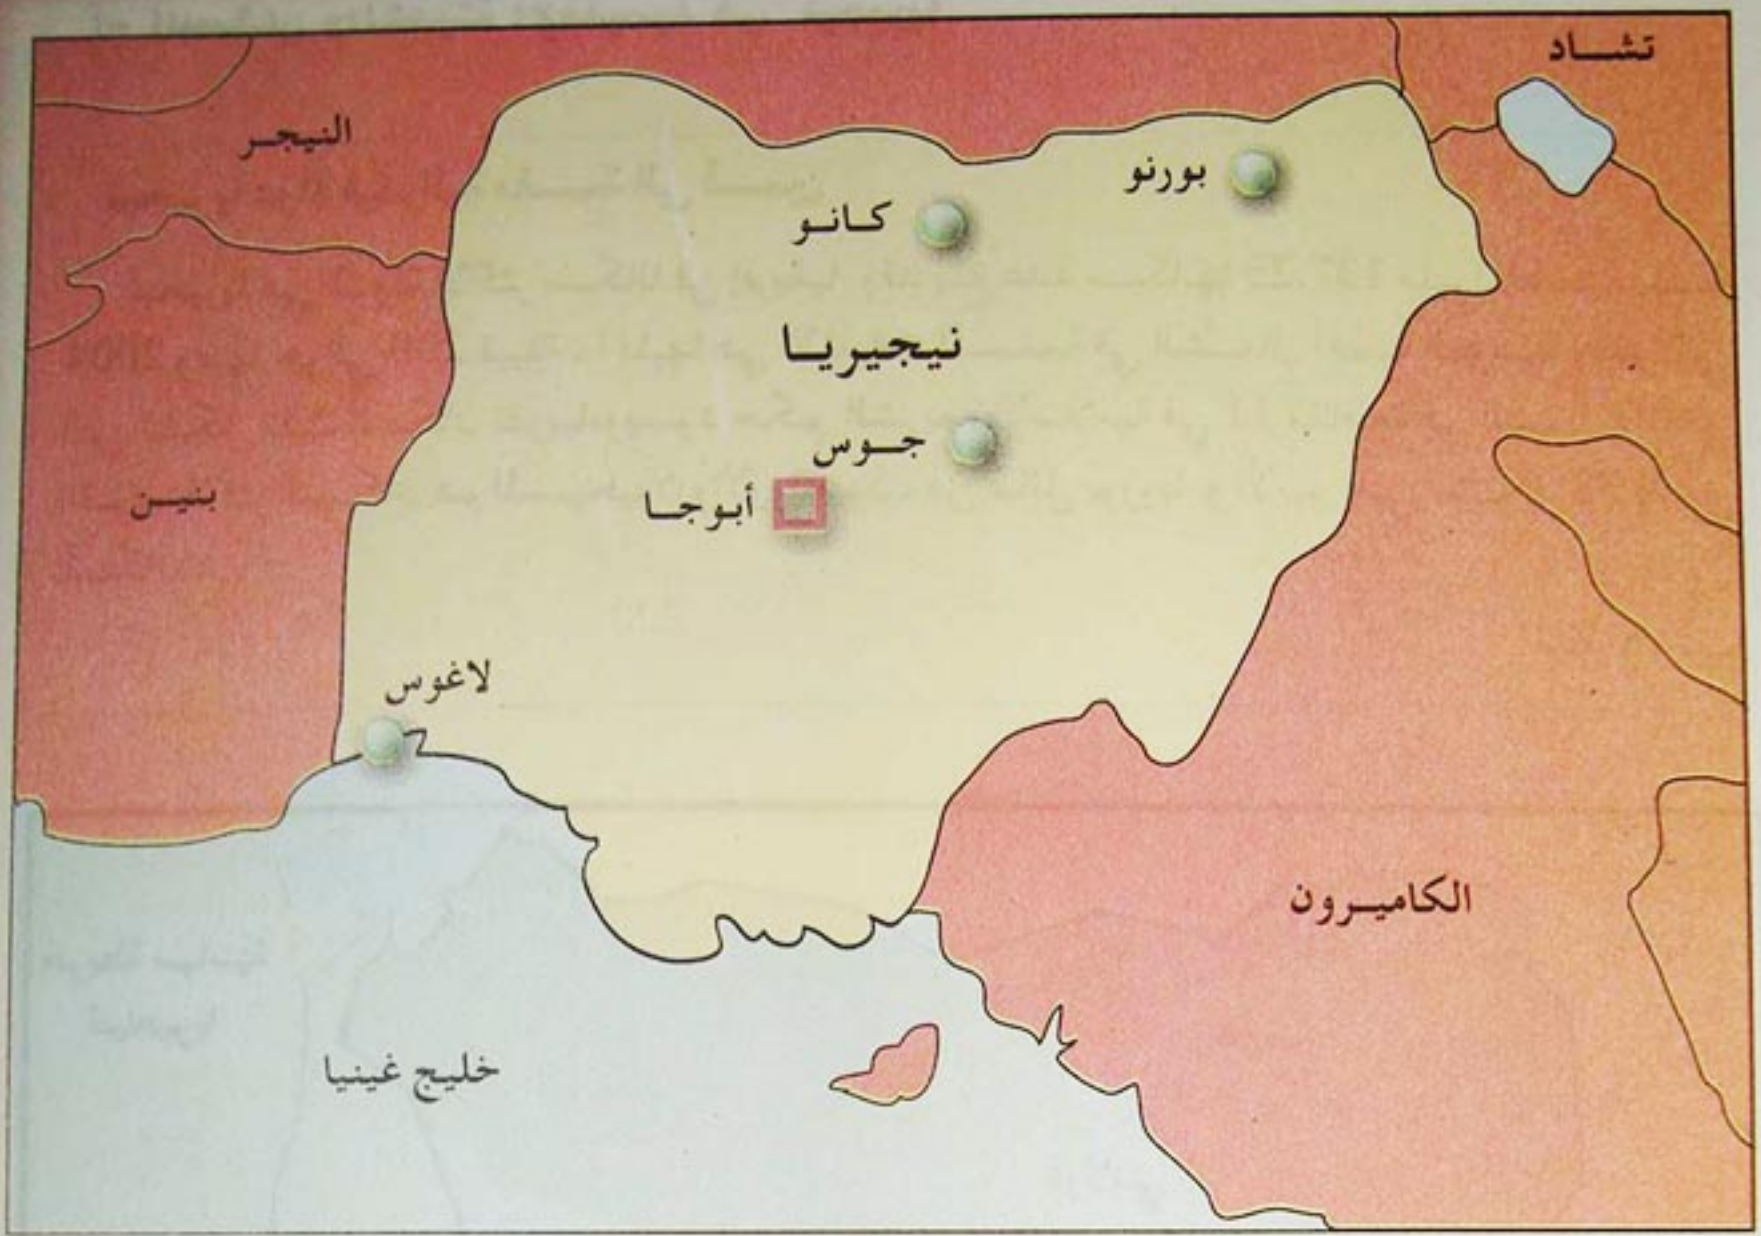 تشاد
النيجر
بورنو
كانو
نيجيريا
جوس
أبوجا
بنين
لاغوس
الكاميرون
خليج غينيا